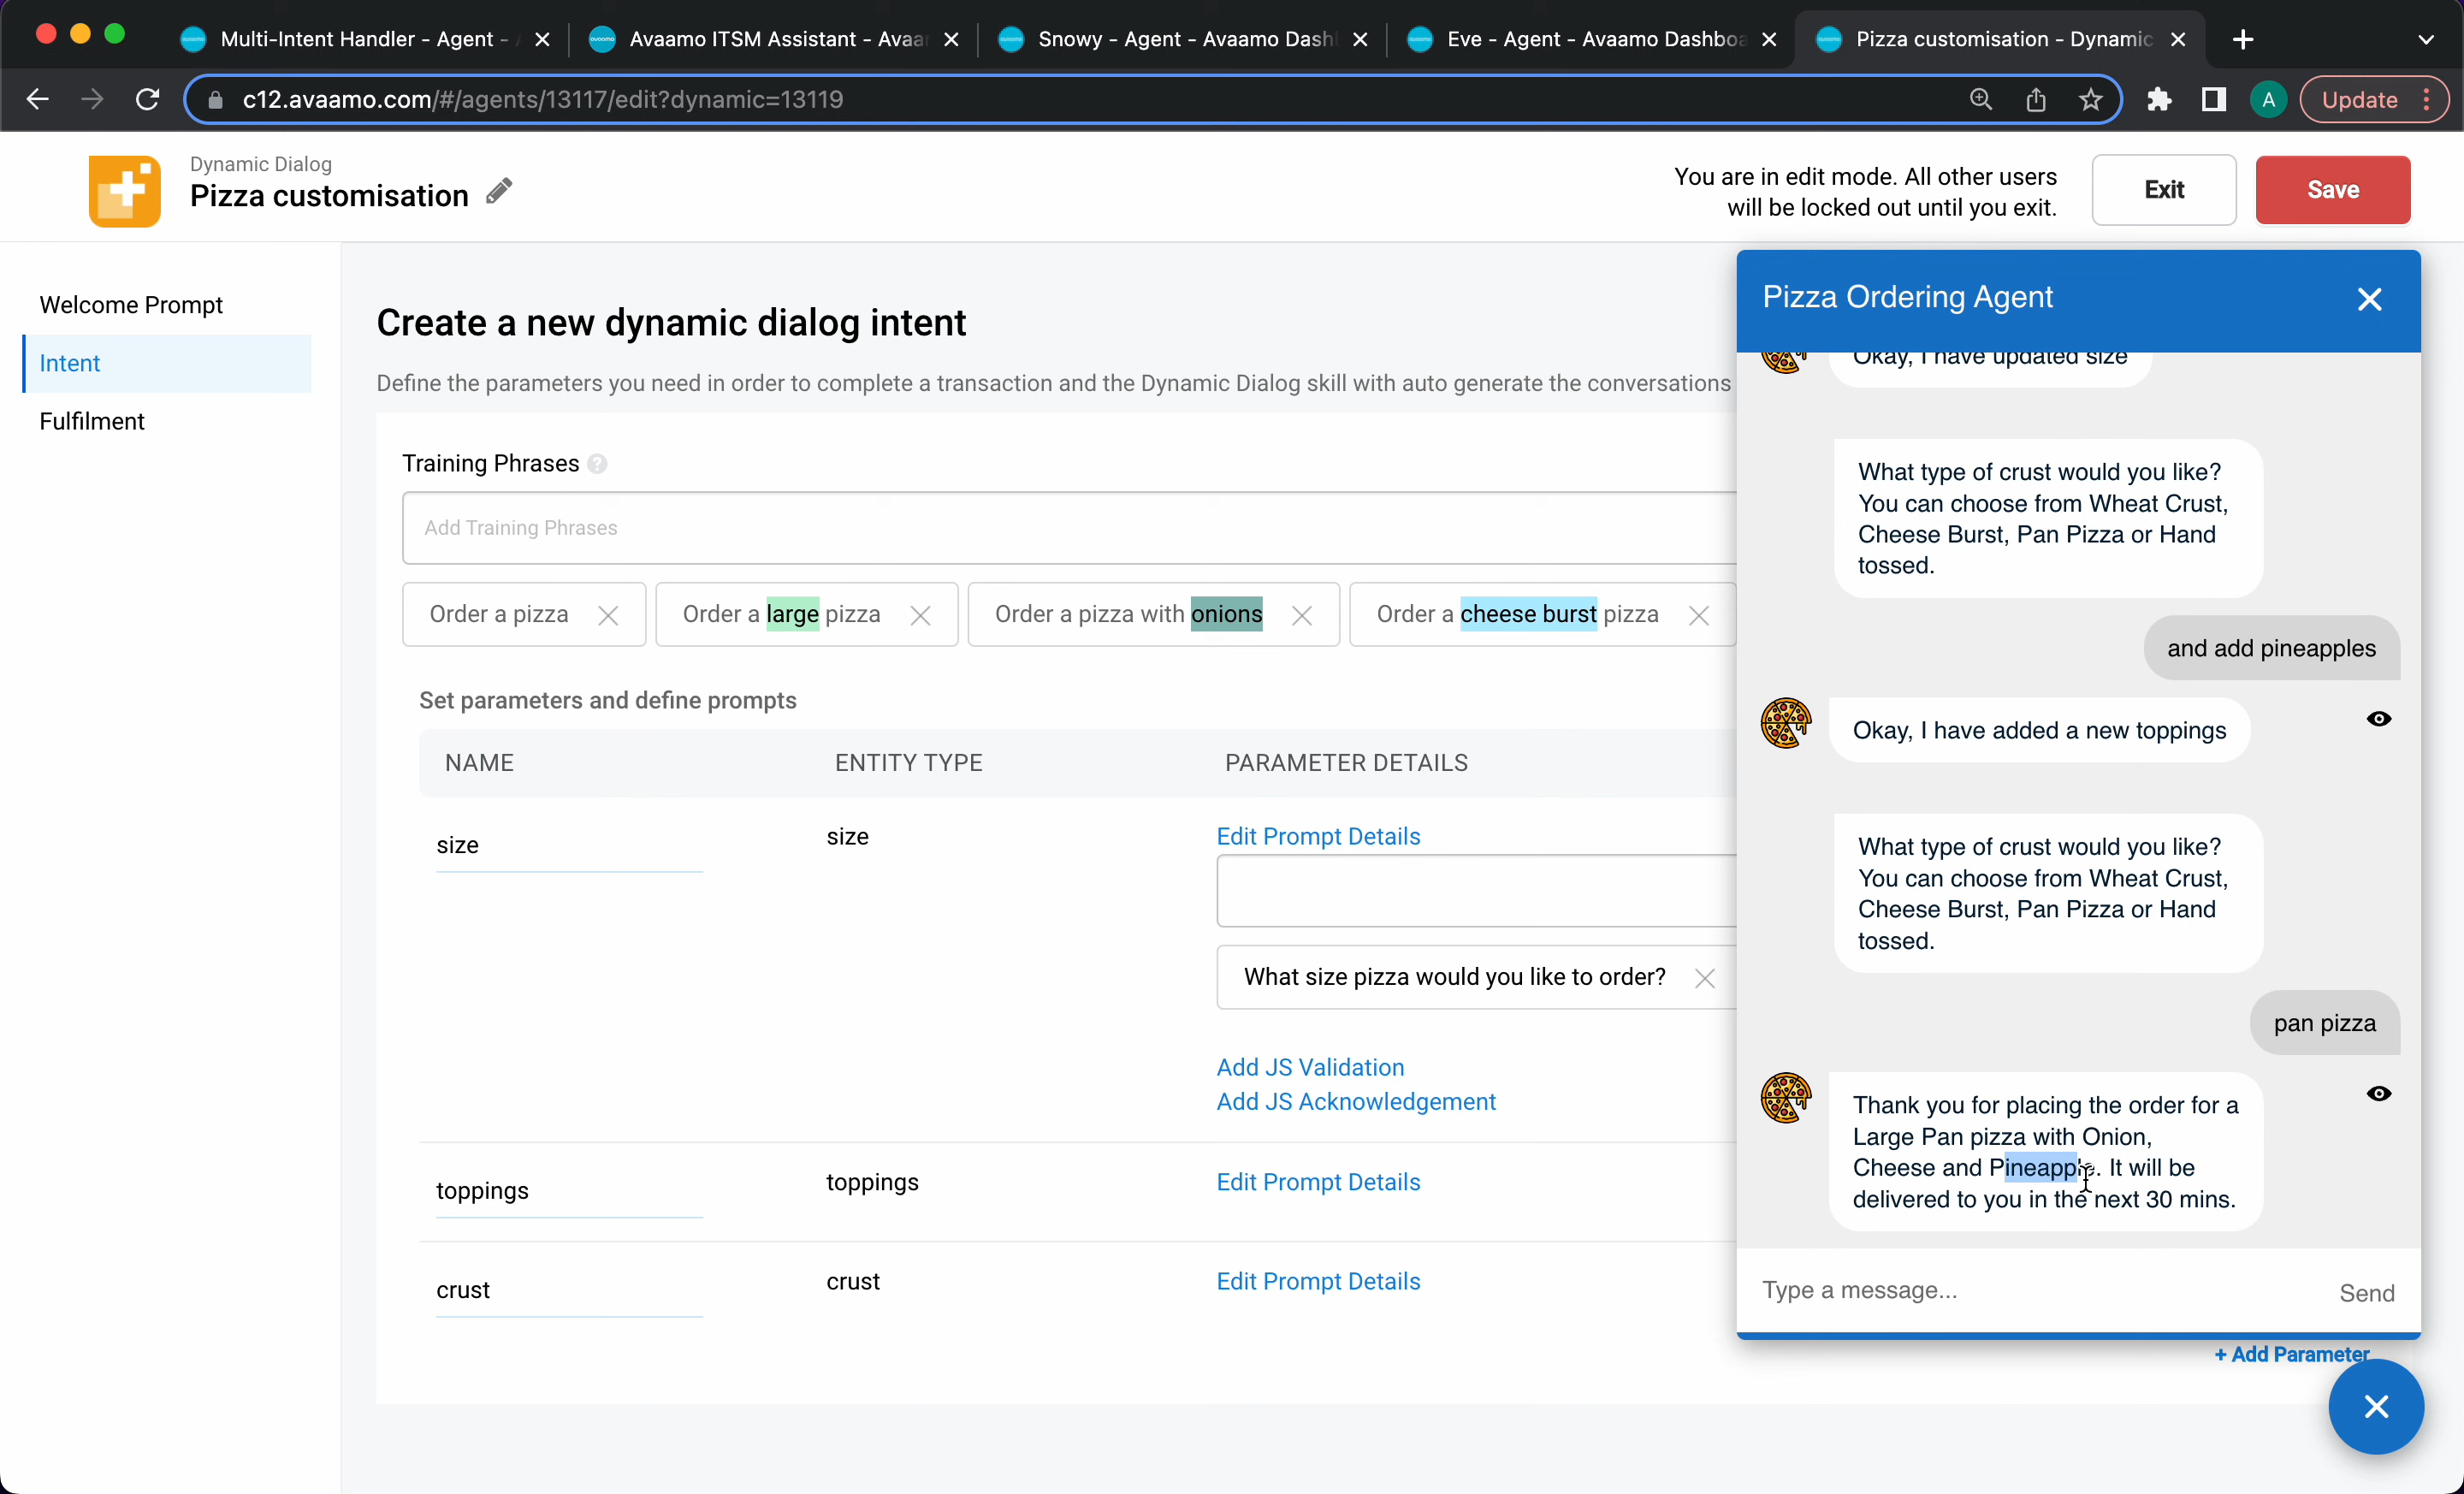 Multi-Intent Handler - Agent -
Avaamo ITSM Assistant - Avaar
Snowy - Agent - Avaamo Dash
Eve - Agent - Avaamo Dashboa
Pizza customisation - Dynamic
c12.avaamo.com/#/agents/13117/edit?dynamic=13119
A
Update
Dynamic Dialog
Pizza customisation
You are in edit mode. All other users
will be locked out until you exit.
Exit
Save
Welcome Prompt
Intent
Fulfilment
Create a new dynamic dialog intent
Define the parameters you need in order to complete a transaction and the Dynamic Dialog skill with auto generate the conversations
Training Phrases ?
Add Training Phrases
Order a pizza
Order a large pizza
Order a pizza with onions
Order a cheese burst pizza
Set parameters and define prompts
NAME
ENTITY TYPE
PARAMETER DETAILS
size
size
Edit Prompt Details
What size pizza would you like to order?
Add JS Validation
Add JS Acknowledgement
toppings
toppings
Edit Prompt Details
crust
crust
Edit Prompt Details
+ Add Parameter
Pizza Ordering Agent
Okay, I have updated size
What type of crust would you like?
You can choose from Wheat Crust,
Cheese Burst, Pan Pizza or Hand
tossed.
and add pineapples
Okay, I have added a new toppings
What type of crust would you like?
You can choose from Wheat Crust,
Cheese Burst, Pan Pizza or Hand
tossed.
pan pizza
Thank you for placing the order for a
Large Pan pizza with Onion,
Cheese and Pineapple. It will be
delivered to you in the next 30 mins.
Type a message...
Send